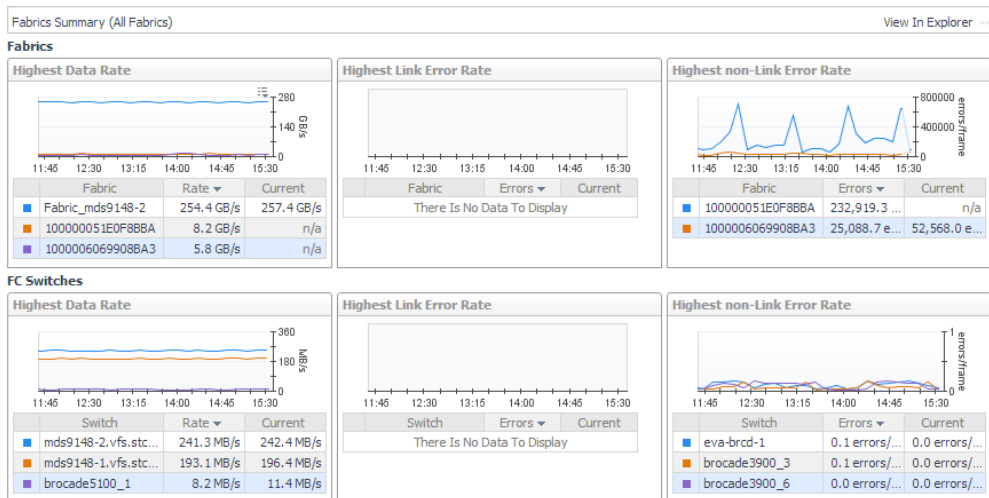 Fabrics Summary (All Fabrics) View In Explorer
Fabrics
Highest Data Rate
280
140
0
GB/s
11:45 12:30 13:15 14:00 14:45 15:30
Fabric Rate Current
Fabric_mds9148-2 254.4 GB/s 257.4 GB/s
100000051E0F8BBA 8.2 GB/s n/a
1000006069908BA3 5.8 GB/s n/a
Highest Link Error Rate
11:45 12:30 13:15 14:00 14:45 15:30
Fabric Errors Current
There Is No Data To Display
Highest non-Link Error Rate
800000
400000
0
errors/frame
11:45 12:30 13:15 14:00 14:45 15:30
Fabric Errors Current
100000051E0F8BBA 232,919.3 ... n/a
1000006069908BA3 25,088.7 e... 52,568.0 e...
FC Switches
Highest Data Rate
360
180
0
MB/s
11:45 12:30 13:15 14:00 14:45 15:30
Switch Rate Current
mds9148-2.vfs.stc... 241.3 MB/s 242.4 MB/s
mds9148-1.vfs.stc... 193.1 MB/s 196.4 MB/s
brocade5100_1 8.2 MB/s 11.4 MB/s
Highest Link Error Rate
11:45 12:30 13:15 14:00 14:45 15:30
Switch Errors Current
There Is No Data To Display
Highest non-Link Error Rate
1
0
errors/frame
11:45 12:30 13:15 14:00 14:45 15:30
Switch Errors Current
eva-brcd-1 0.1 errors/... 0.0 errors/...
brocade3900_3 0.1 errors/... 0.0 errors/...
brocade3900_6 0.1 errors/... 0.0 errors/...